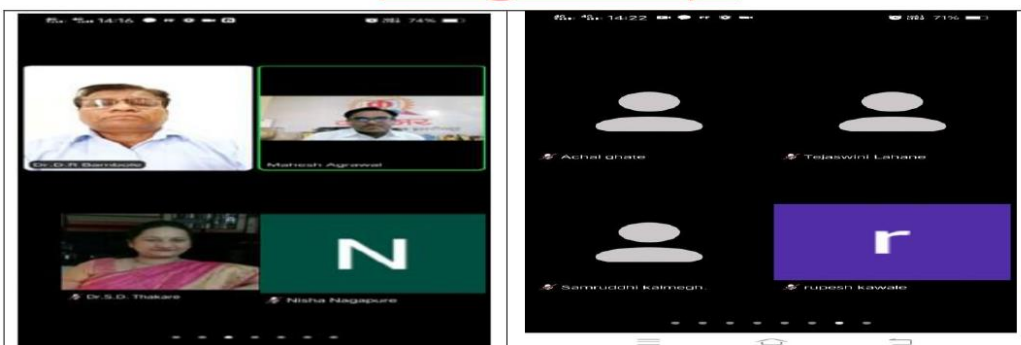 14:16
74%
Dr.D.R Bambole
Mahesh Agrawal
N
Dr.S.D. Thakare
Nisha Nagapure
14:22
71%
Achal ghate
Tejaswini Lahane
r
Samruddhi kalmegh.
rupesh kawale